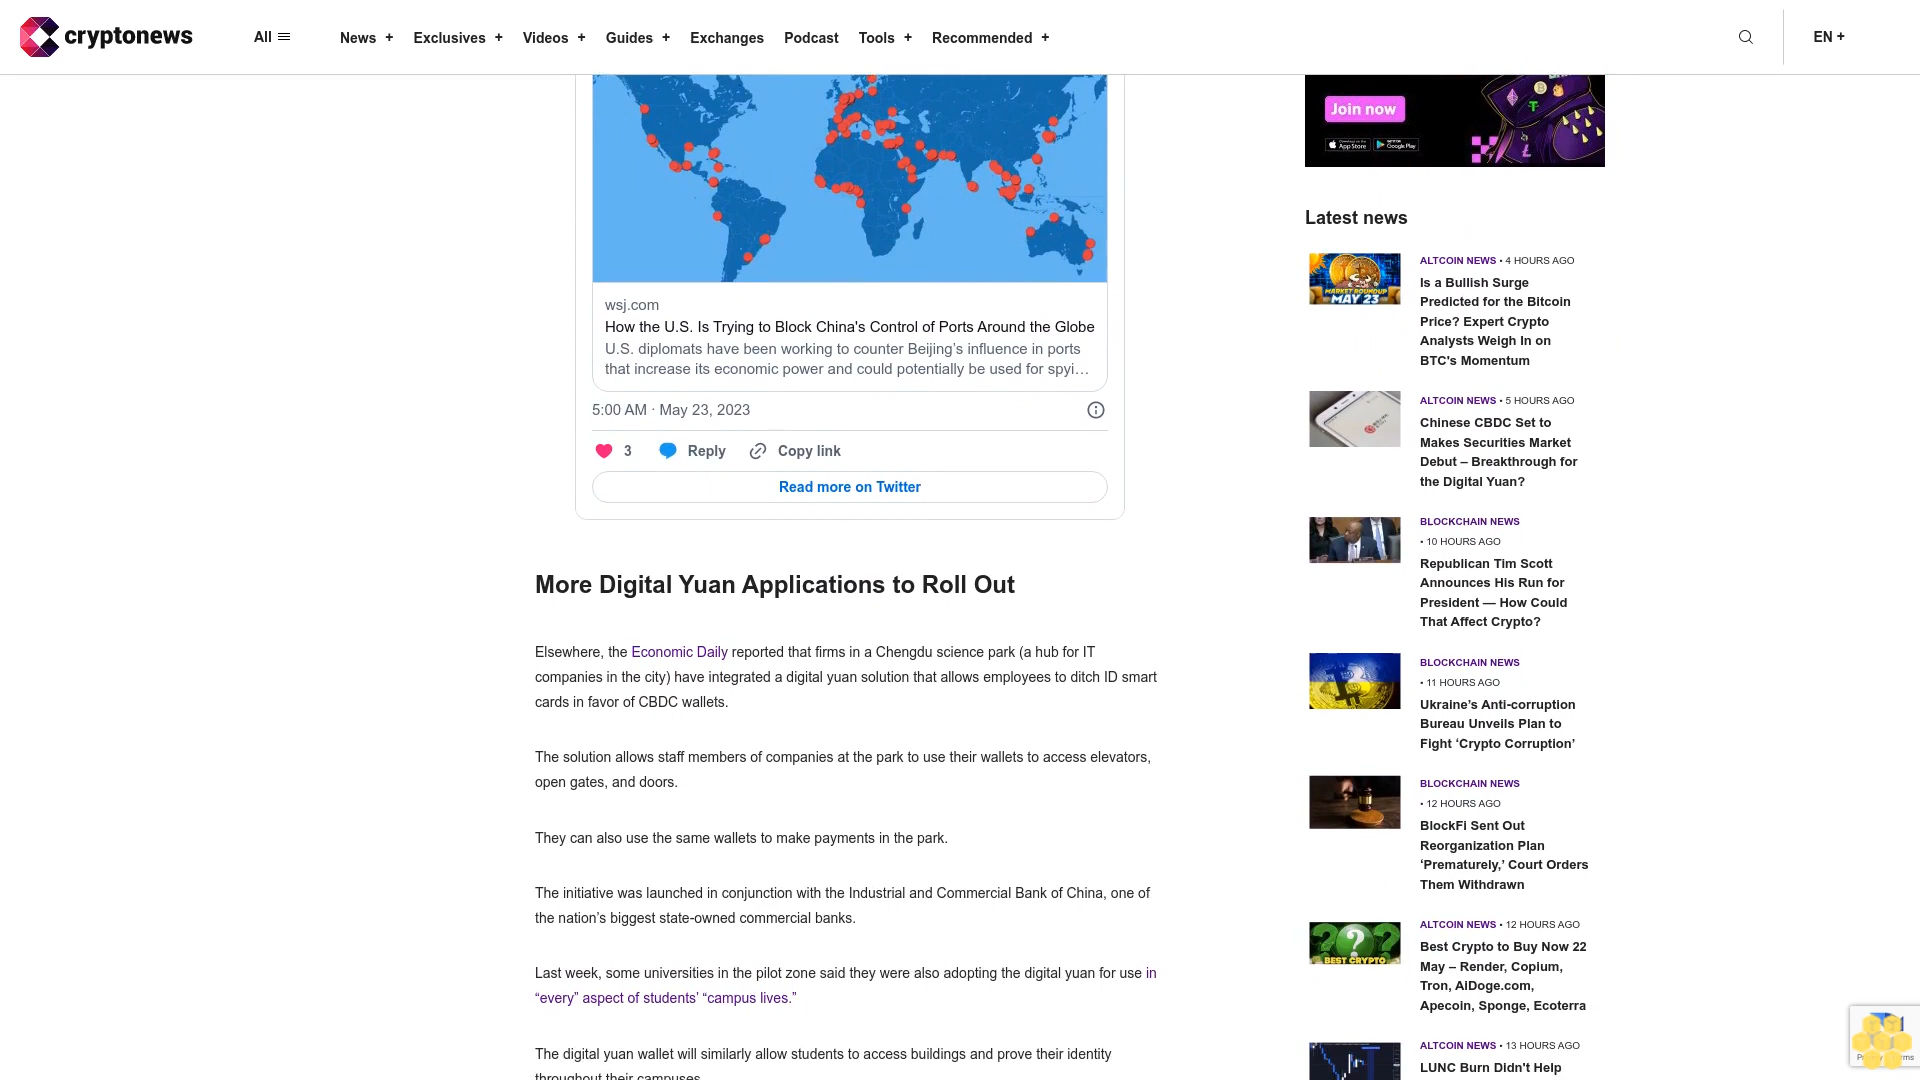 cryptonews
All
News +
Exclusives +
Videos +
Guides +
Exchanges
Podcast
Tools +
Recommended +
EN +
wsj.com
How the U.S. Is Trying to Block China's Control of Ports Around the Globe
U.S. diplomats have been working to counter Beijing’s influence in ports
that increase its economic power and could potentially be used for spyi…
5:00 AM · May 23, 2023
3
Reply
Copy link
Read more on Twitter
More Digital Yuan Applications to Roll Out
Elsewhere, the Economic Daily reported that firms in a Chengdu science park (a hub for IT
companies in the city) have integrated a digital yuan solution that allows employees to ditch ID smart
cards in favor of CBDC wallets.
The solution allows staff members of companies at the park to use their wallets to access elevators,
open gates, and doors.
They can also use the same wallets to make payments in the park.
The initiative was launched in conjunction with the Industrial and Commercial Bank of China, one of
the nation’s biggest state-owned commercial banks.
Last week, some universities in the pilot zone said they were also adopting the digital yuan for use in
“every” aspect of students’ “campus lives.”
The digital yuan wallet will similarly allow students to access buildings and prove their identity
throughout their campuses.
Join now
App Store
Google Play
Latest news
ALTCOIN NEWS • 4 HOURS AGO
MARKET ROUNDUP
MAY 23
Is a Bullish Surge
Predicted for the Bitcoin
Price? Expert Crypto
Analysts Weigh In on
BTC's Momentum
ALTCOIN NEWS • 5 HOURS AGO
Chinese CBDC Set to
Makes Securities Market
Debut – Breakthrough for
the Digital Yuan?
BLOCKCHAIN NEWS
• 10 HOURS AGO
Republican Tim Scott
Announces His Run for
President — How Could
That Affect Crypto?
BLOCKCHAIN NEWS
• 11 HOURS AGO
Ukraine’s Anti-corruption
Bureau Unveils Plan to
Fight ‘Crypto Corruption’
BLOCKCHAIN NEWS
• 12 HOURS AGO
BlockFi Sent Out
Reorganization Plan
‘Prematurely,’ Court Orders
Them Withdrawn
ALTCOIN NEWS • 12 HOURS AGO
BEST CRYPTO
Best Crypto to Buy Now 22
May – Render, Copium,
Tron, AiDoge.com,
Apecoin, Sponge, Ecoterra
ALTCOIN NEWS • 13 HOURS AGO
LUNC Burn Didn't Help